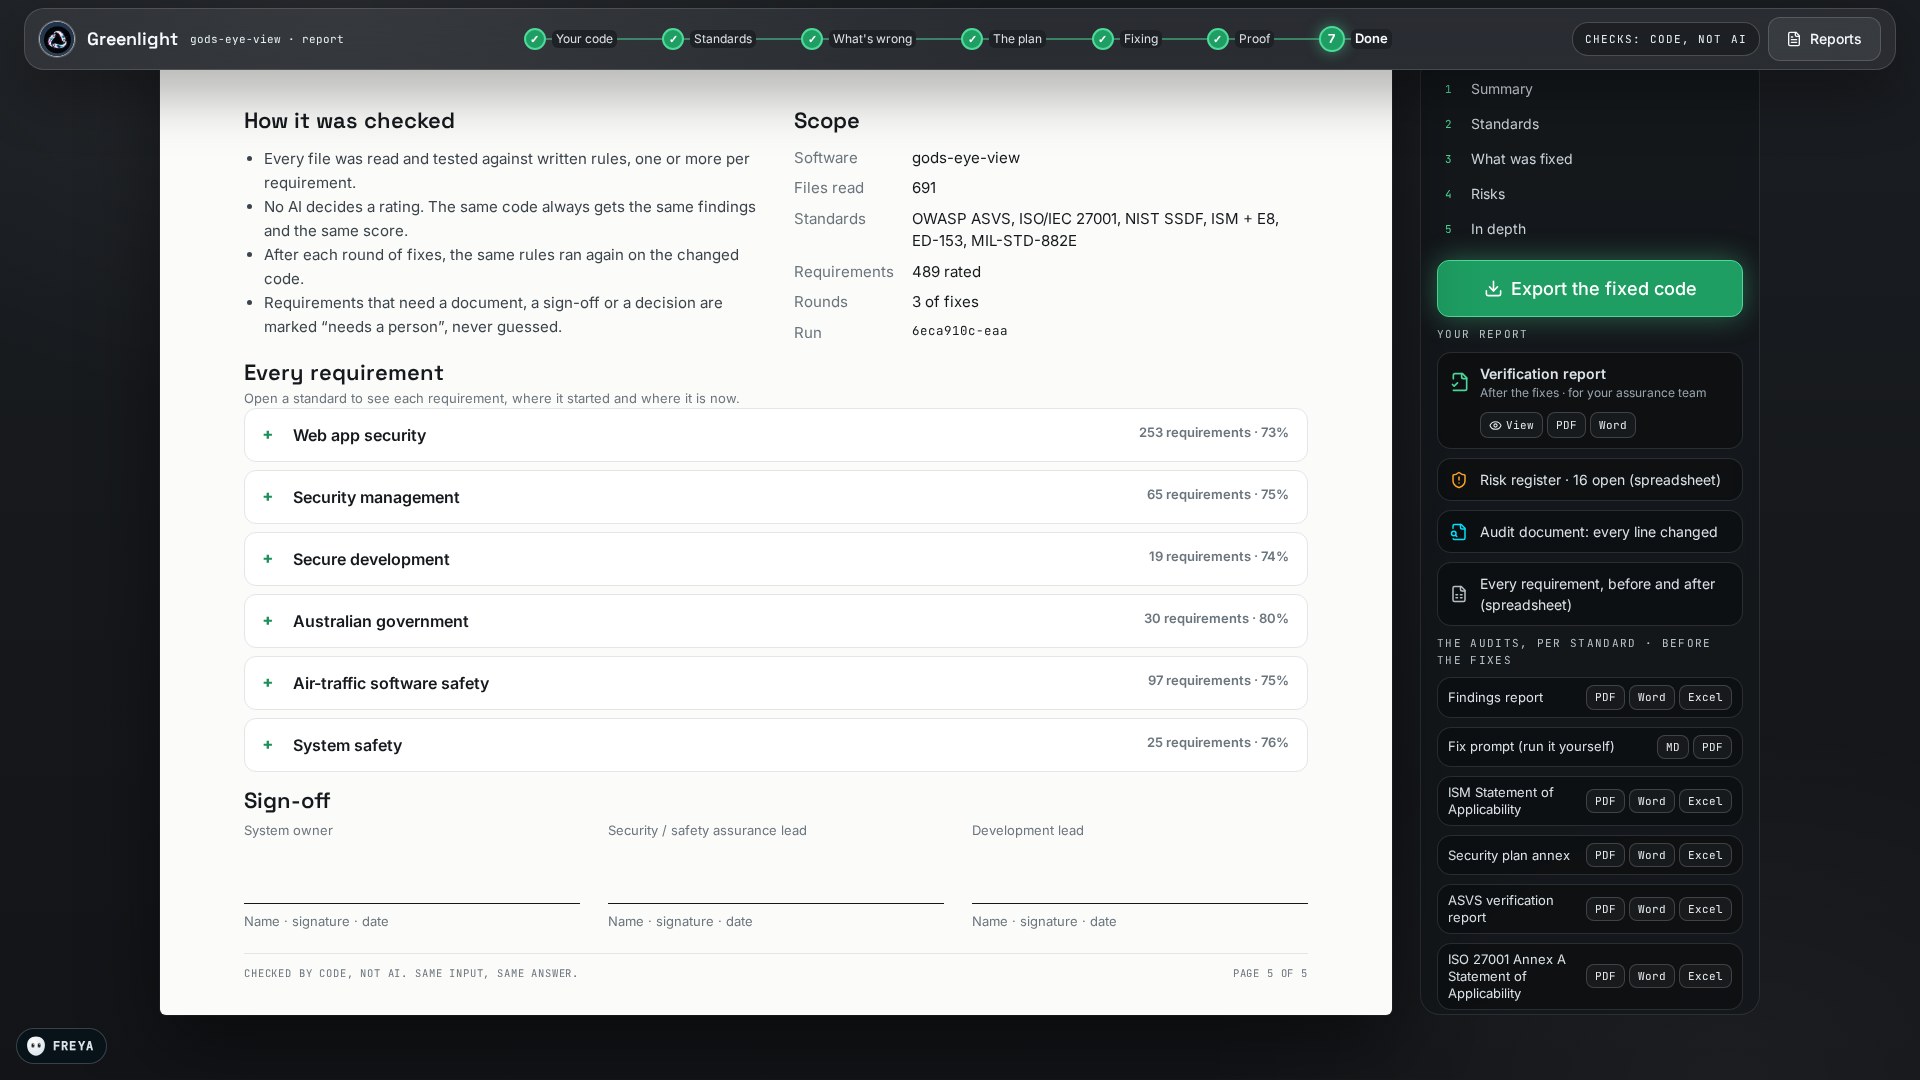 Greenlight
gods-eye-view · report
Your code
Standards
What's wrong
The plan
Fixing
Proof
7 Done
CHECKS: CODE, NOT AI
Reports
How it was checked
• Every file was read and tested against written rules, one or more per
requirement.
• No AI decides a rating. The same code always gets the same findings
and the same score.
• After each round of fixes, the same rules ran again on the changed
code.
• Requirements that need a document, a sign-off or a decision are
marked “needs a person”, never guessed.
Scope
Software gods-eye-view
Files read 691
Standards OWASP ASVS, ISO/IEC 27001, NIST SSDF, ISM + E8,
ED-153, MIL-STD-882E
Requirements 489 rated
Rounds 3 of fixes
Run 6eca910c-eaa
Every requirement
Open a standard to see each requirement, where it started and where it is now.
+ Web app security 253 requirements · 73%
+ Security management 65 requirements · 75%
+ Secure development 19 requirements · 74%
+ Australian government 30 requirements · 80%
+ Air-traffic software safety 97 requirements · 75%
+ System safety 25 requirements · 76%
Sign-off
System owner
Security / safety assurance lead
Development lead
Name · signature · date
Name · signature · date
Name · signature · date
CHECKED BY CODE, NOT AI. SAME INPUT, SAME ANSWER.
PAGE 5 OF 5
1 Summary
2 Standards
3 What was fixed
4 Risks
5 In depth
Export the fixed code
YOUR REPORT
Verification report
After the fixes · for your assurance team
View PDF Word
Risk register · 16 open (spreadsheet)
Audit document: every line changed
Every requirement, before and after
(spreadsheet)
THE AUDITS, PER STANDARD · BEFORE
THE FIXES
Findings report PDF Word Excel
Fix prompt (run it yourself) MD PDF
ISM Statement of
Applicability PDF Word Excel
Security plan annex PDF Word Excel
ASVS verification
report PDF Word Excel
ISO 27001 Annex A
Statement of
Applicability PDF Word Excel
FREYA